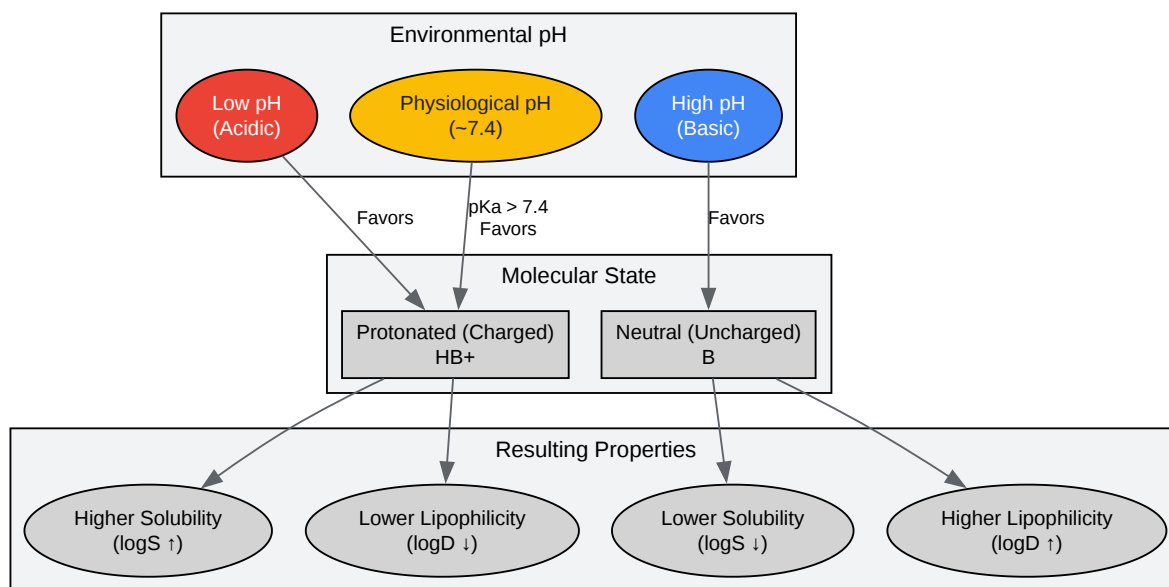 Environmental pH
Low pH
(Acidic)
Physiological pH
(~7.4)
High pH
(Basic)
Favors
pKa > 7.4
Favors
Favors
Molecular State
Protonated (Charged)
HB+
Neutral (Uncharged)
B
Resulting Properties
Higher Solubility
(logS ↑)
Lower Lipophilicity
(logD ↓)
Lower Solubility
(logS ↓)
Higher Lipophilicity
(logD ↑)